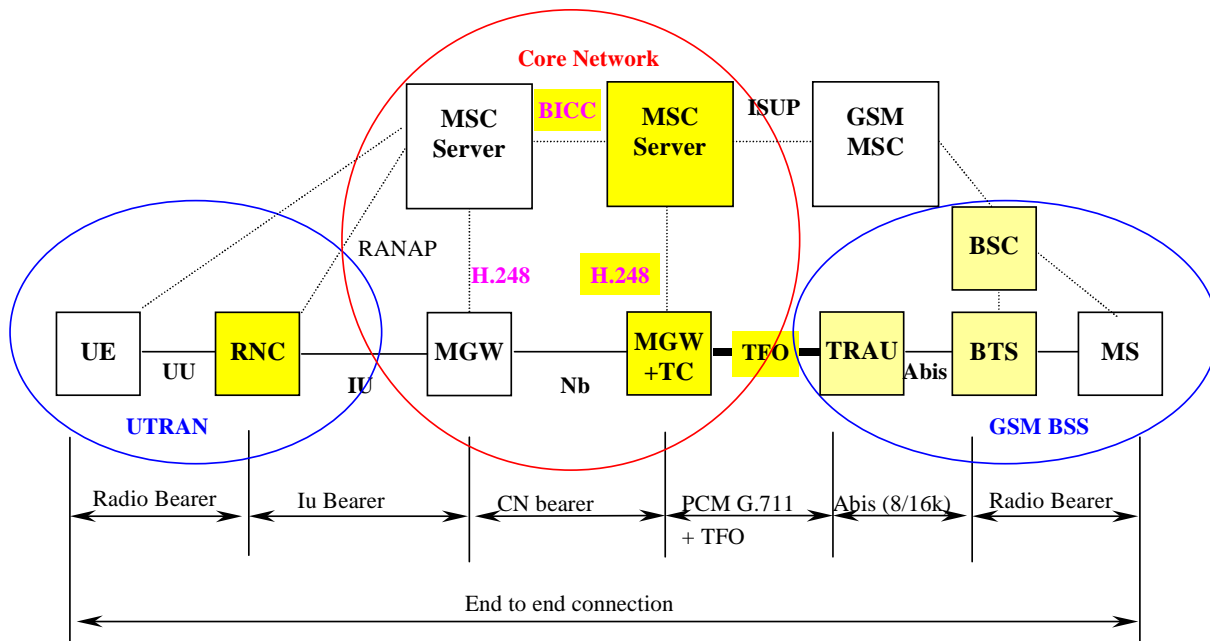 Core Network
BICC
ISUP
MSC
Server
MSC
Server
GSM
MSC
BSC
RANAP
H.248
H.248
UE
RNC
MGW
MGW
+TC
TFO
TRAU
BTS
MS
UU
IU
Nb
Abis
UTRAN
GSM BSS
Radio Bearer
Iu Bearer
CN bearer
PCM G.711
+ TFO
Abis (8/16k)
Radio Bearer
End to end connection